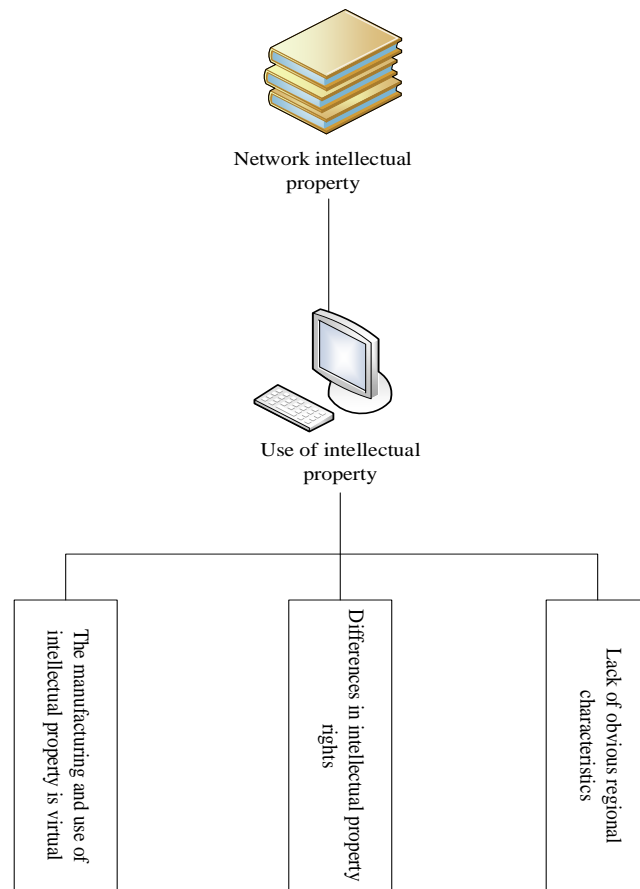 Network intellectual
property
Use of intellectual
property
The manufacturing and use of
intellectual property is virtual
Differences in intellectual property
rights
Lack of obvious regional
characteristics